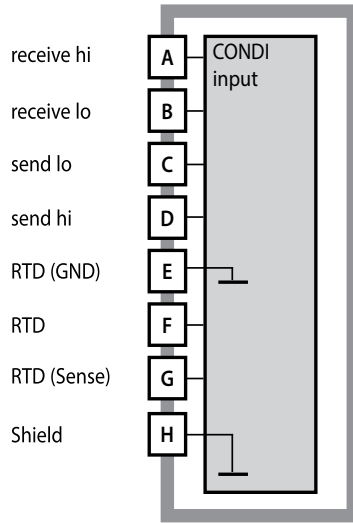 receive hi A CONDI
input
receive lo B
send lo C
send hi D
RTD (GND) E
RTD F
RTD (Sense) G
Shield H